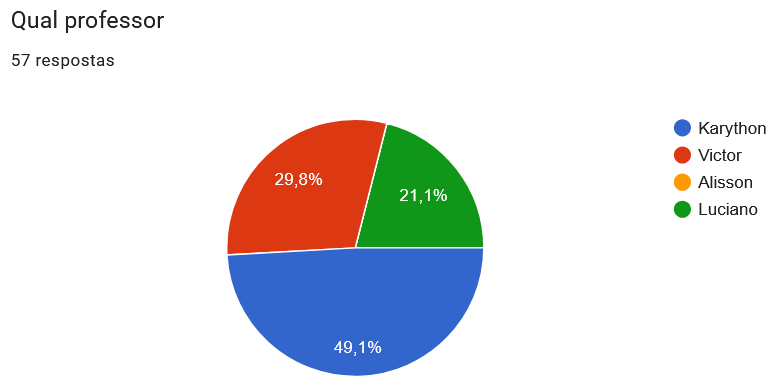 Qual professor
57 respostas
29,8%
21,1%
49,1%
Karython
Victor
Alisson
Luciano